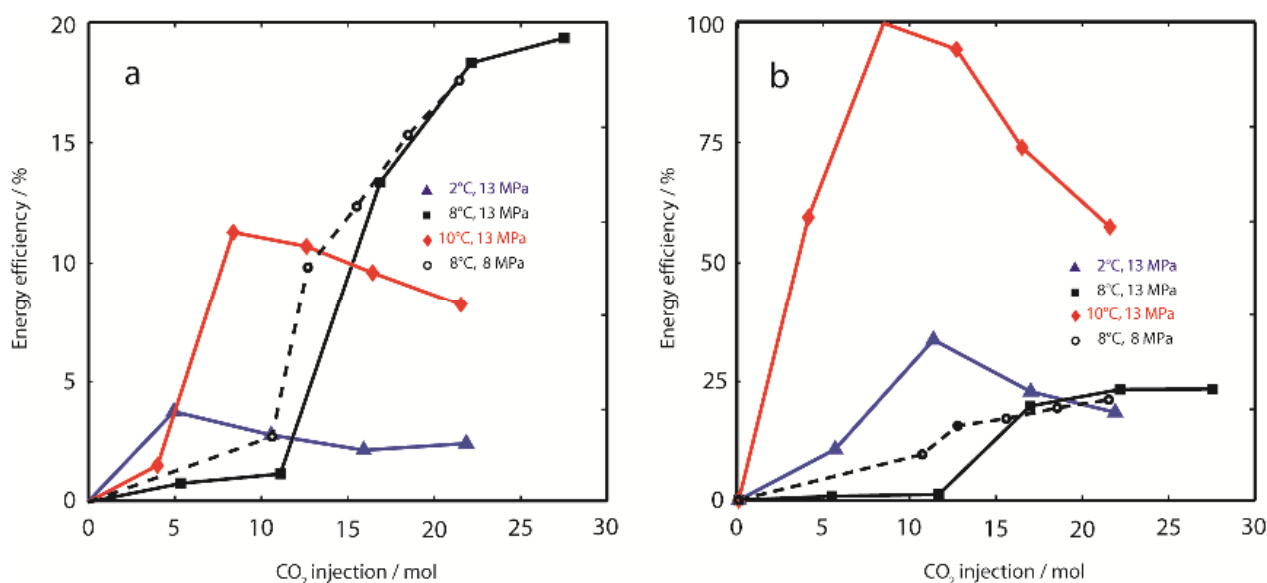 a
20
15
10
5
0
Energy efficiency / %
2°C, 13 MPa
8°C, 13 MPa
10°C, 13 MPa
8°C, 8 MPa
0 5 10 15 20 25 30
CO₂ injection / mol
b
100
75
50
25
0
Energy efficiency / %
2°C, 13 MPa
8°C, 13 MPa
10°C, 13 MPa
8°C, 8 MPa
0 5 10 15 20 25 30
CO₂ injection / mol